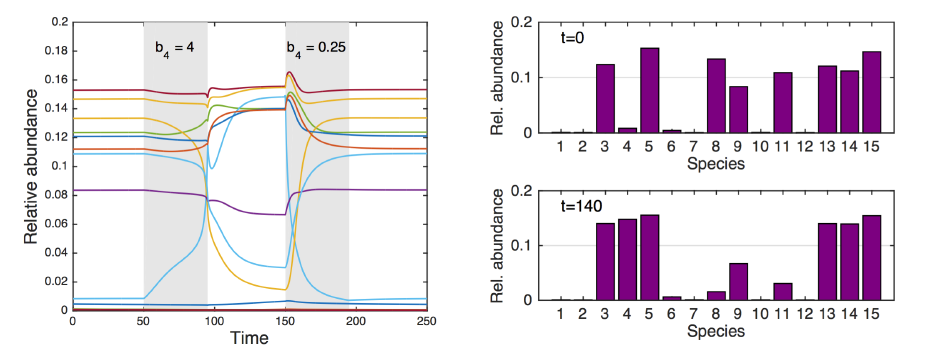 0.2
0.18
0.16
0.14
0.12
0.1
0.08
0.06
0.04
0.02
0
Relative abundance
b4 = 4
b4 = 0.25
0 50 100 150 200 250
Time
0.2
0.1
0
Rel. abundance
t=0
1 2 3 4 5 6 7 8 9 10 11 12 13 14 15
Species
0.2
0.1
0
Rel. abundance
t=140
1 2 3 4 5 6 7 8 9 10 11 12 13 14 15
Species